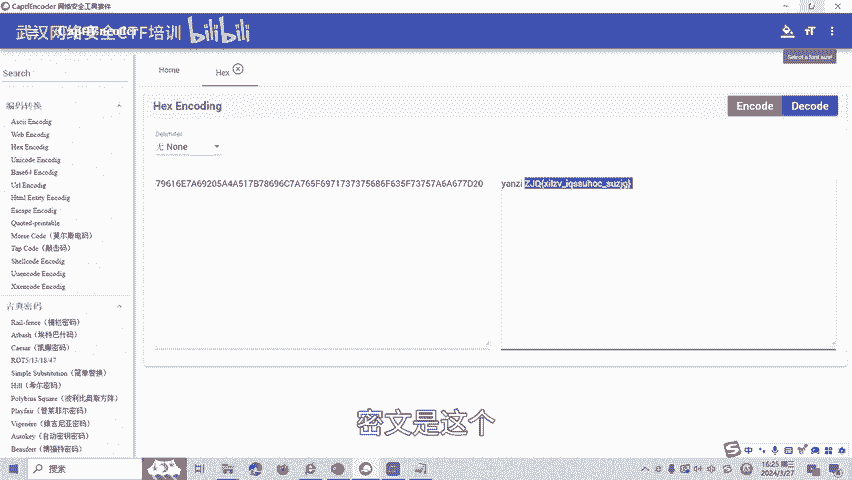 CaptfEncoder 网络安全工具套件
武汉网络安全CTF培训 bilibili
Search
Home
Hex
编码转换
Ascii Encodig
Web Encodig
Hex Encodig
Unicode Encodig
Base64 Encodig
Url Encodig
Html Entity Encodig
Escape Encodig
Quoted-printable
Morse Code（莫尔斯电码）
Tap Code（敲击码）
Shellcode Encodig
Uuencode Encodig
Xxencode Encodig
古典密码
Rail-fence（栅栏密码）
Atbash（埃特巴什码）
Caesar（凯撒密码）
ROT5/13/18/47
Simple Substitution（简单替换）
Hill（希尔密码）
Polybius Square（波利比奥斯方阵）
Playfair（普莱菲尔密码）
Vigenère（维吉尼亚密码）
Autokey（自动密钥密码）
Beaufort（博福特密码）
Hex Encoding
Encode Decode
Delimiter
无 None
79616E7A69205A4A517B78696C7A765F6971737375686F635F73757A6A677D20
yanzi ZJQ{xilzv_iqssuhoc_suzjg}
密文是这个
搜索
中
16:25 周三
2024/3/27